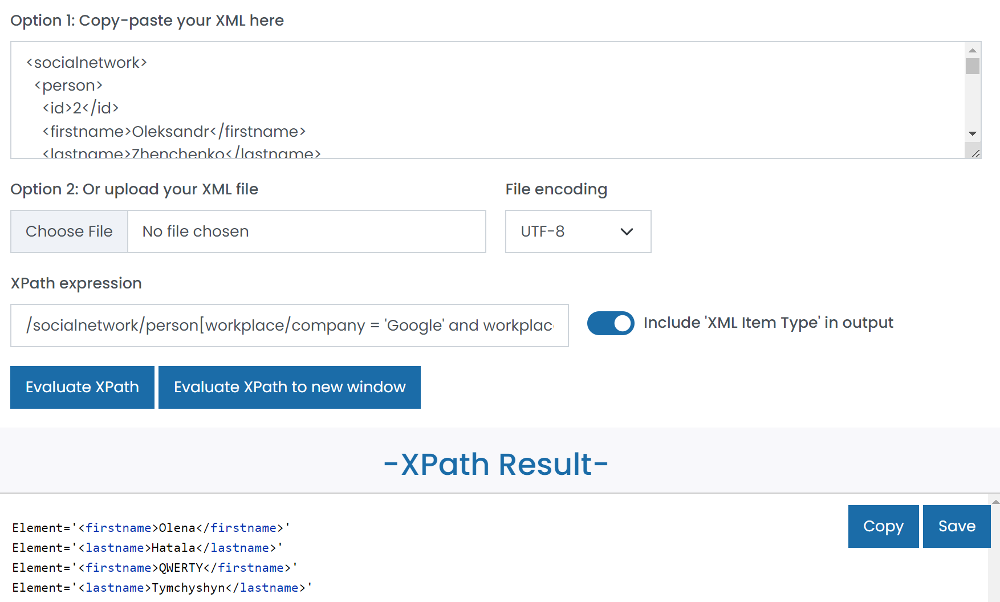 Option 1: Copy-paste your XML here
<socialnetwork>
<person>
<id>2</id>
<firstname>Oleksandr</firstname>
<lastname>Zhenchenko</lastname>
Option 2: Or upload your XML file
File encoding
Choose File
No file chosen
UTF-8
XPath expression
/socialnetwork/person[workplace/company = 'Google' and workplac
Include 'XML Item Type' in output
Evaluate XPath
Evaluate XPath to new window
-XPath Result-
Copy
Save
Element='<firstname>Olena</firstname>'
Element='<lastname>Hatala</lastname>'
Element='<firstname>QWERTY</firstname>'
Element='<lastname>Tymchyshyn</lastname>'